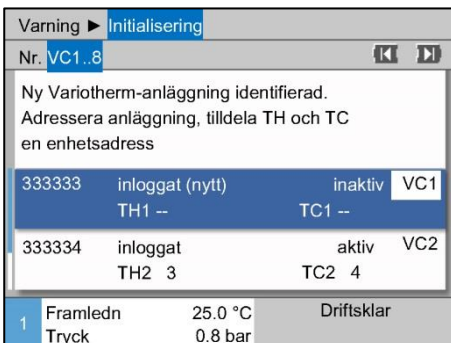 Varning ► Initialisering
Nr. VC1..8
Ny Variotherm-anläggning identifierad.
Adressera anläggning, tilldela TH och TC
en enhetsadress
333333 inloggat (nytt) inaktiv VC1
TH1 -- TC1 --
333334 inloggat aktiv VC2
TH2 3 TC2 4
1 Framledn 25.0 °C Driftsklar
Tryck 0.8 bar